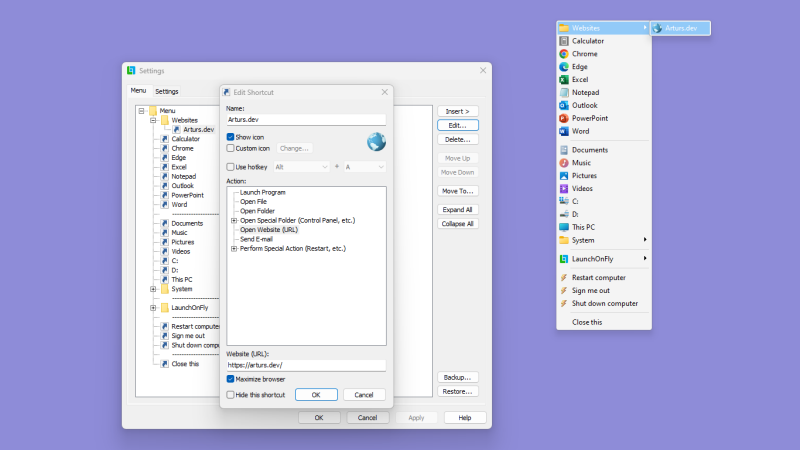 Settings
Menu Settings
Menu
Websites
Arturs.dev
Calculator
Chrome
Edge
Excel
Notepad
Outlook
PowerPoint
Word
Documents
Music
Pictures
Videos
C:
D:
This PC
System
LaunchOnFly
Restart compute
Sign me out
Shut down comp
Close this
Edit Shortcut
Name:
Arturs.dev
Show icon
Custom icon Change...
Use hotkey Alt + A
Action:
Launch Program
Open File
Open Folder
Open Special Folder (Control Panel, etc.)
Open Website (URL)
Send E-mail
Perform Special Action (Restart, etc.)
Website (URL):
https://arturs.dev/
Maximize browser
Hide this shortcut OK Cancel
Insert >
Edit...
Delete...
Move Up
Move Down
Move To...
Expand All
Collapse All
Backup...
Restore...
OK Cancel Apply Help
Websites Arturs.dev
Calculator
Chrome
Edge
Excel
Notepad
Outlook
PowerPoint
Word
Documents
Music
Pictures
Videos
C:
D:
This PC
System
LaunchOnFly
Restart computer
Sign me out
Shut down computer
Close this